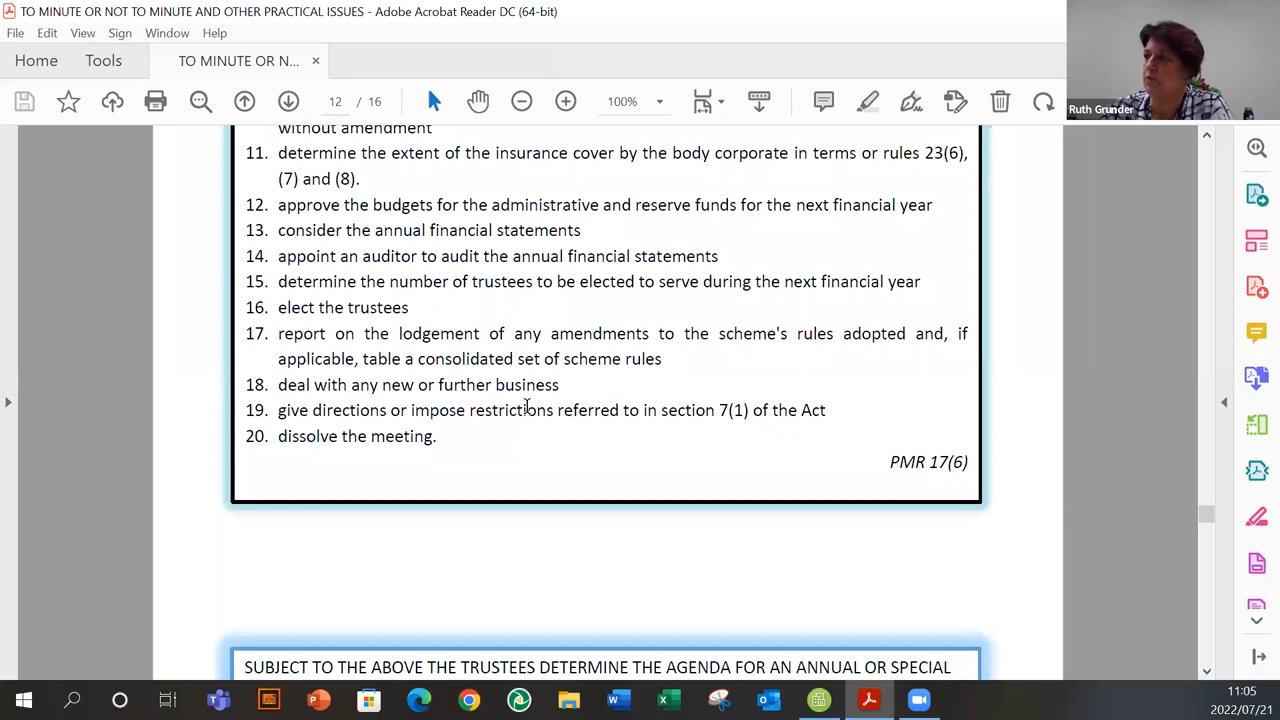 TO MINUTE OR NOT TO MINUTE AND OTHER PRACTICAL ISSUES - Adobe Acrobat Reader DC (64-bit)
File Edit View Sign Window Help
Home Tools TO MINUTE OR N... ×
12 / 16 100%
Ruth Grunder
without amendment
11. determine the extent of the insurance cover by the body corporate in terms or rules 23(6),
(7) and (8).
12. approve the budgets for the administrative and reserve funds for the next financial year
13. consider the annual financial statements
14. appoint an auditor to audit the annual financial statements
15. determine the number of trustees to be elected to serve during the next financial year
16. elect the trustees
17. report on the lodgement of any amendments to the scheme's rules adopted and, if
applicable, table a consolidated set of scheme rules
18. deal with any new or further business
19. give directions or impose restrictions referred to in section 7(1) of the Act
20. dissolve the meeting.
PMR 17(6)
SUBJECT TO THE ABOVE THE TRUSTEES DETERMINE THE AGENDA FOR AN ANNUAL OR SPECIAL
11:05
2022/07/21